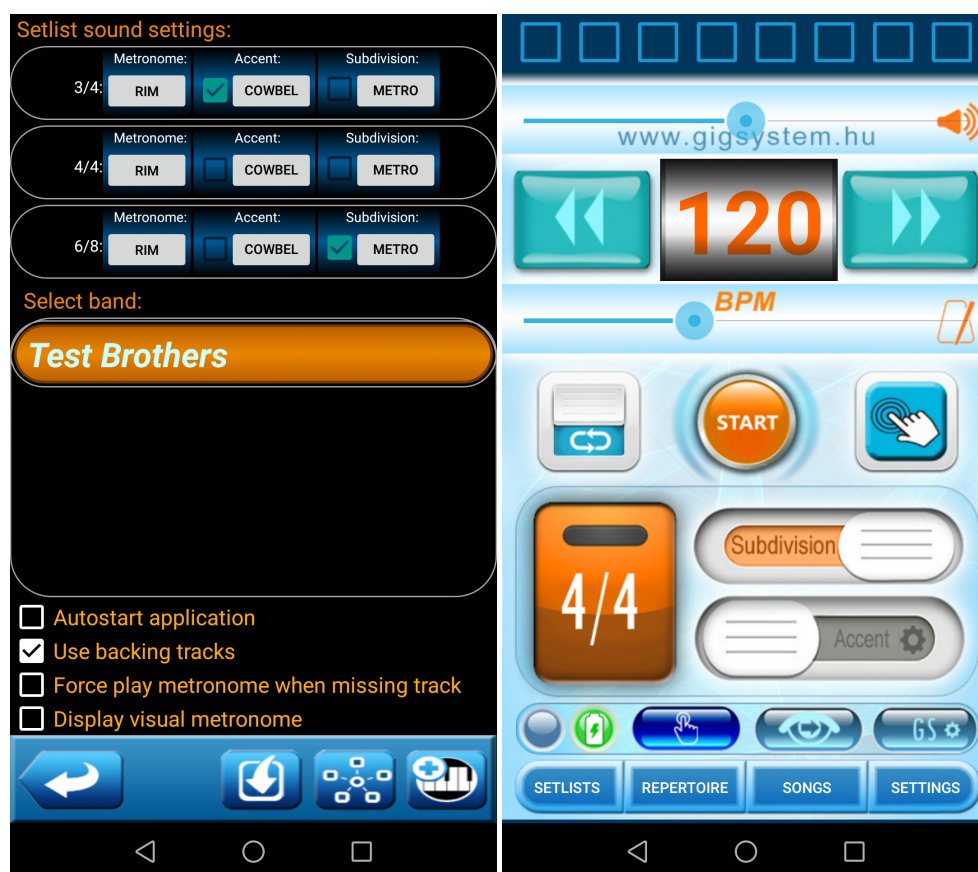 Setlist sound settings:
Metronome: Accent: Subdivision:
3/4: RIM COWBEL METRO
Metronome: Accent: Subdivision:
4/4: RIM COWBEL METRO
Metronome: Accent: Subdivision:
6/8: RIM COWBEL METRO
Select band:
Test Brothers
Autostart application
Use backing tracks
Force play metronome when missing track
Display visual metronome
www.gigsystem.hu
120
BPM
START
4/4
Subdivision
Accent
GS
SETLISTS REPERTOIRE SONGS SETTINGS